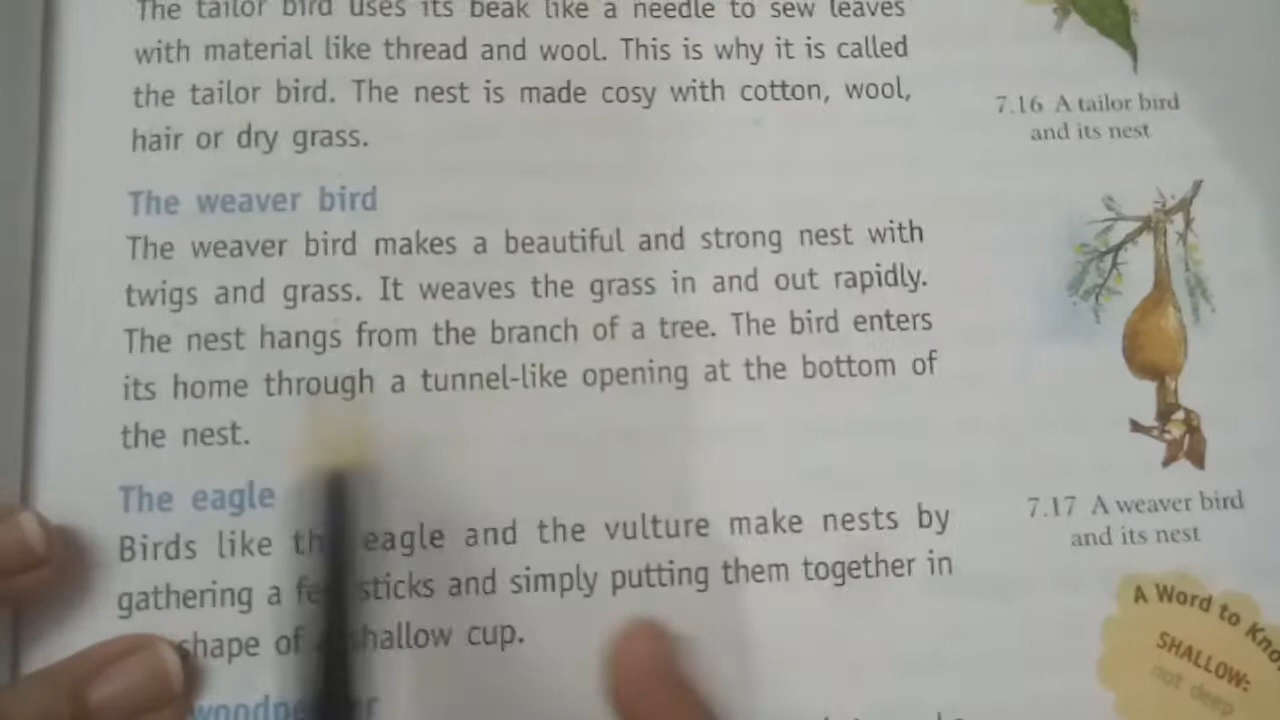 The tailor bird uses its beak like a needle to sew leaves
with material like thread and wool. This is why it is called
the tailor bird. The nest is made cosy with cotton, wool,
hair or dry grass.
7.16 A tailor bird
and its nest
The weaver bird
The weaver bird makes a beautiful and strong nest with
twigs and grass. It weaves the grass in and out rapidly.
The nest hangs from the branch of a tree. The bird enters
its home through a tunnel-like opening at the bottom of
the nest.
7.17 A weaver bird
and its nest
The eagle
Birds like the eagle and the vulture make nests by
gathering a few sticks and simply putting them together in
shape of a shallow cup.
A Word to Know
SHALLOW:
not deep